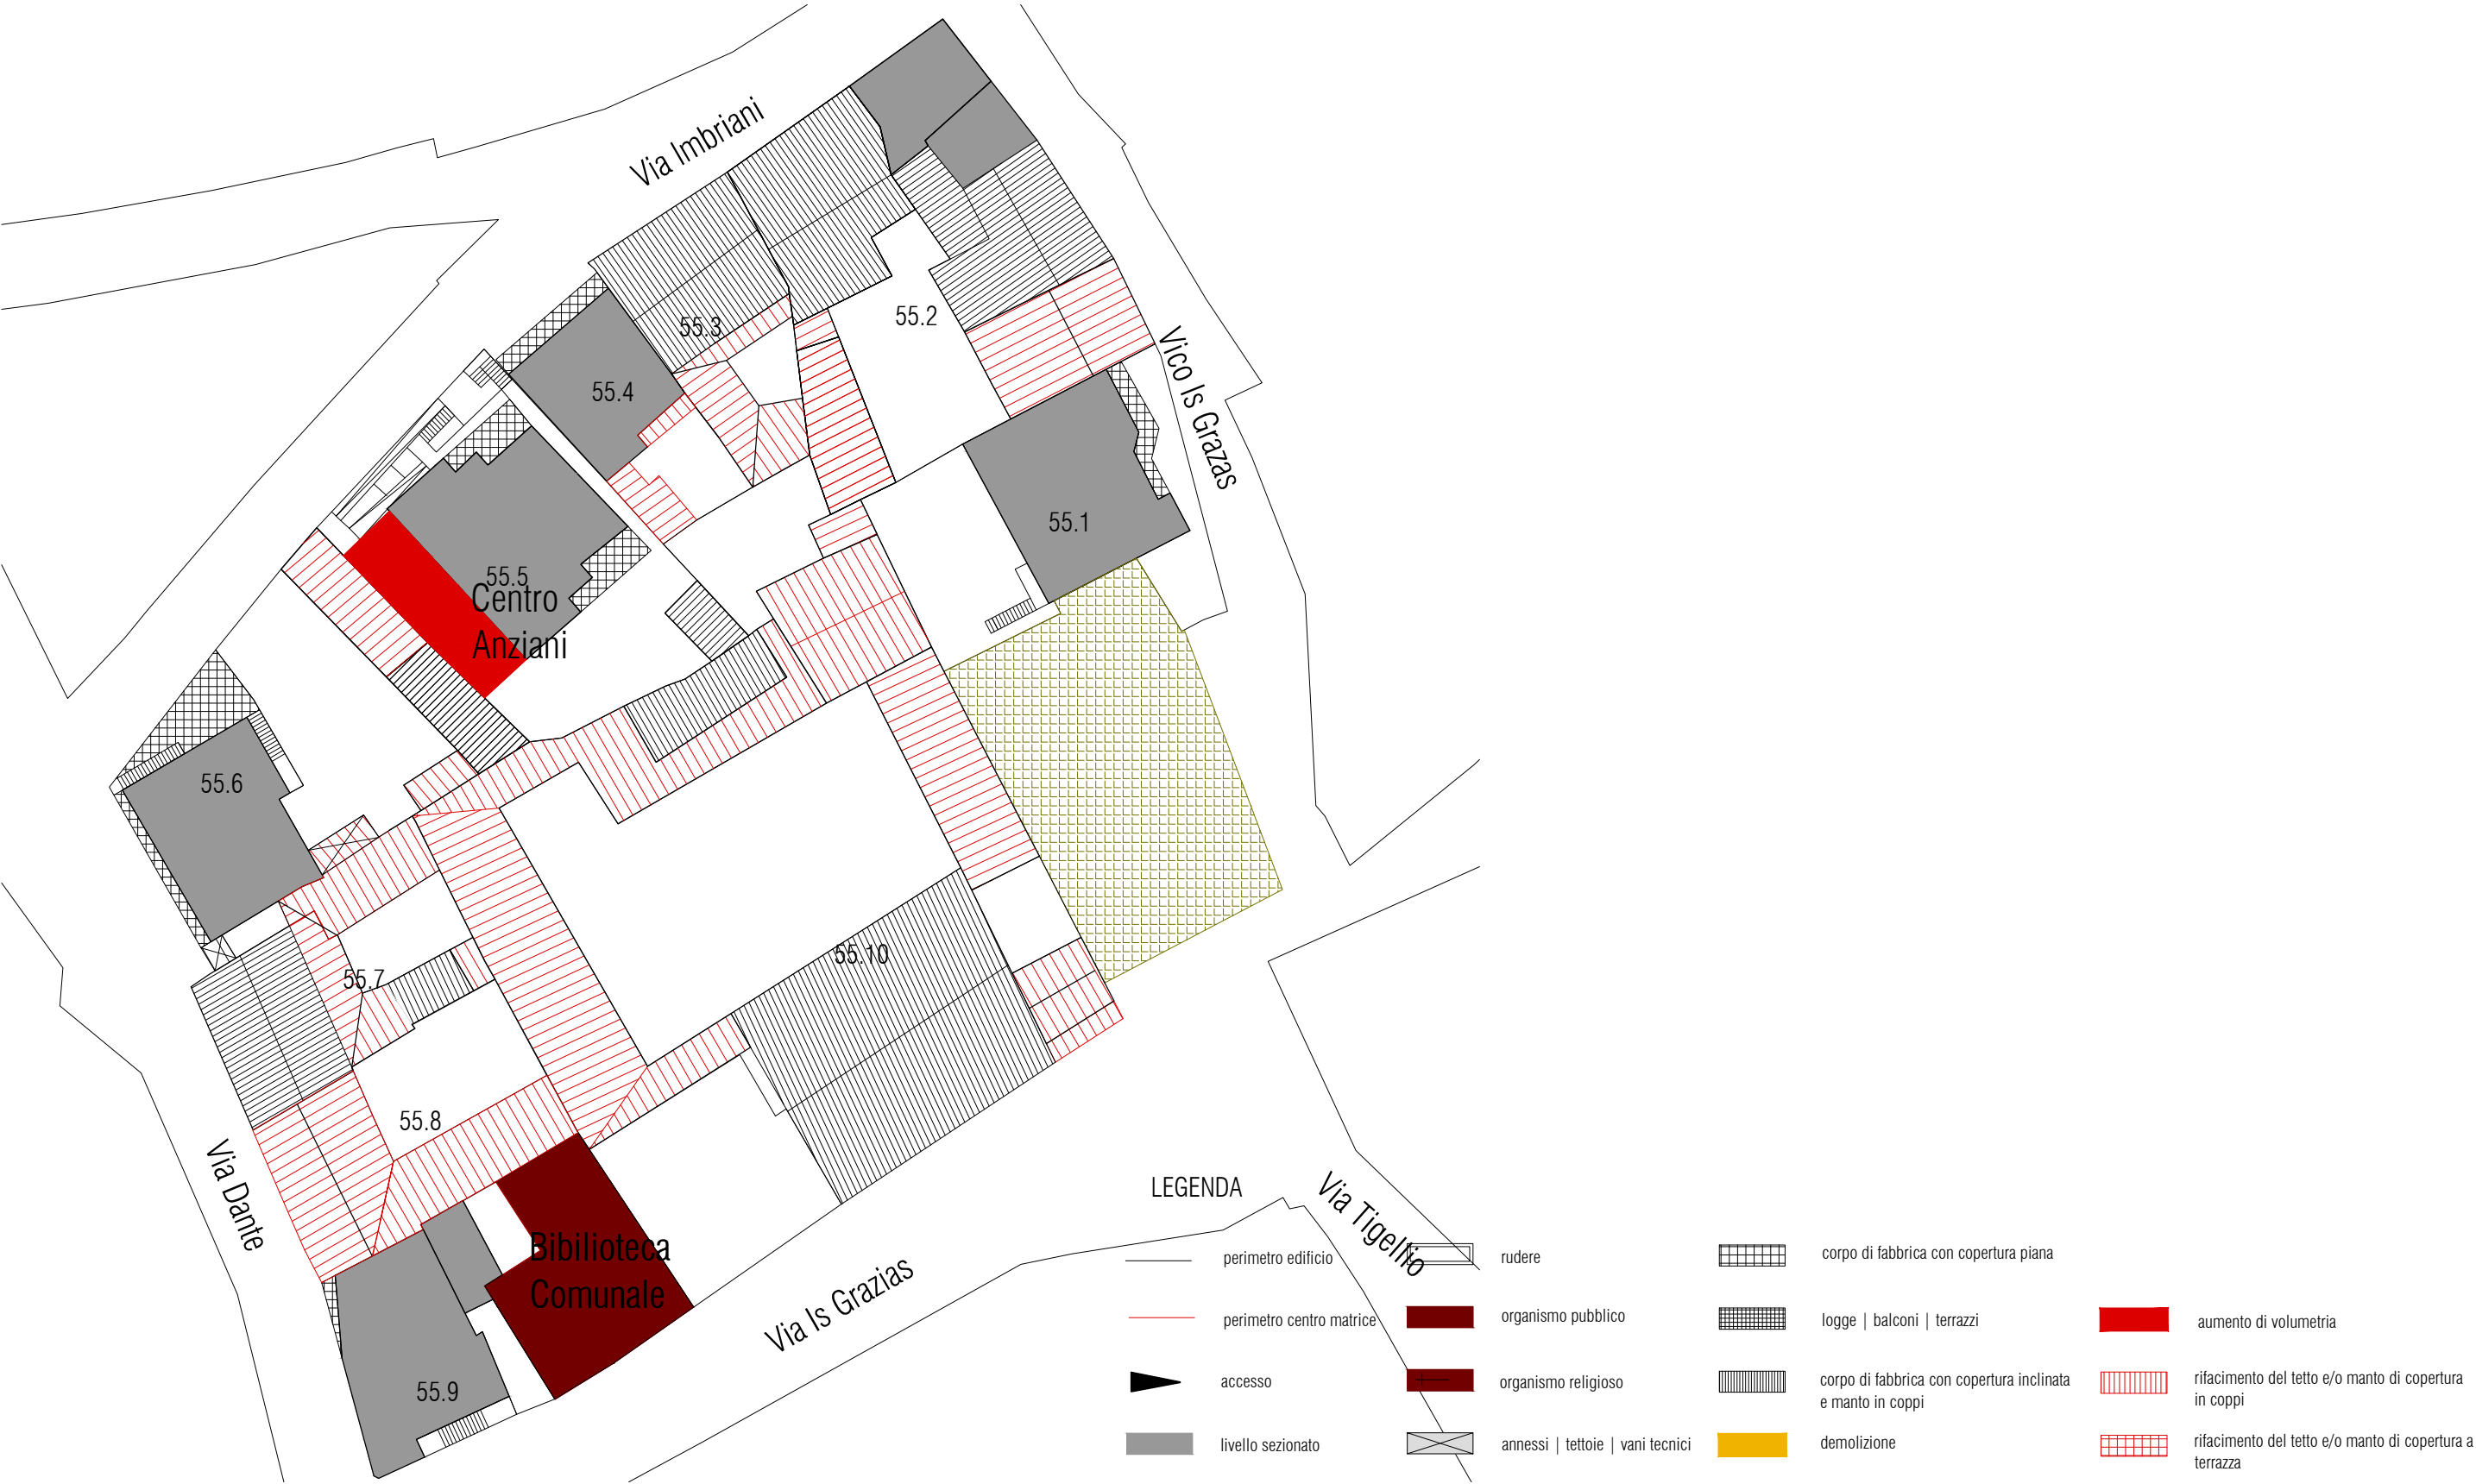 Via Imbriani
55.3
55.2
55.4
Vico Is Grazas
55.1
55.5
Centro
Anziani
55.6
55.10
55.7
55.8
Via Dante
Bibilioteca
Comunale
Via Is Grazias
Via Tigellio
55.9
LEGENDA
perimetro edificio
perimetro centro matrice
accesso
livello sezionato
rudere
organismo pubblico
organismo religioso
annessi | tettoie | vani tecnici
corpo di fabbrica con copertura piana
logge | balconi | terrazzi
corpo di fabbrica con copertura inclinata
e manto in coppi
demolizione
aumento di volumetria
rifacimento del tetto e/o manto di copertura
in coppi
rifacimento del tetto e/o manto di copertura a
terrazza